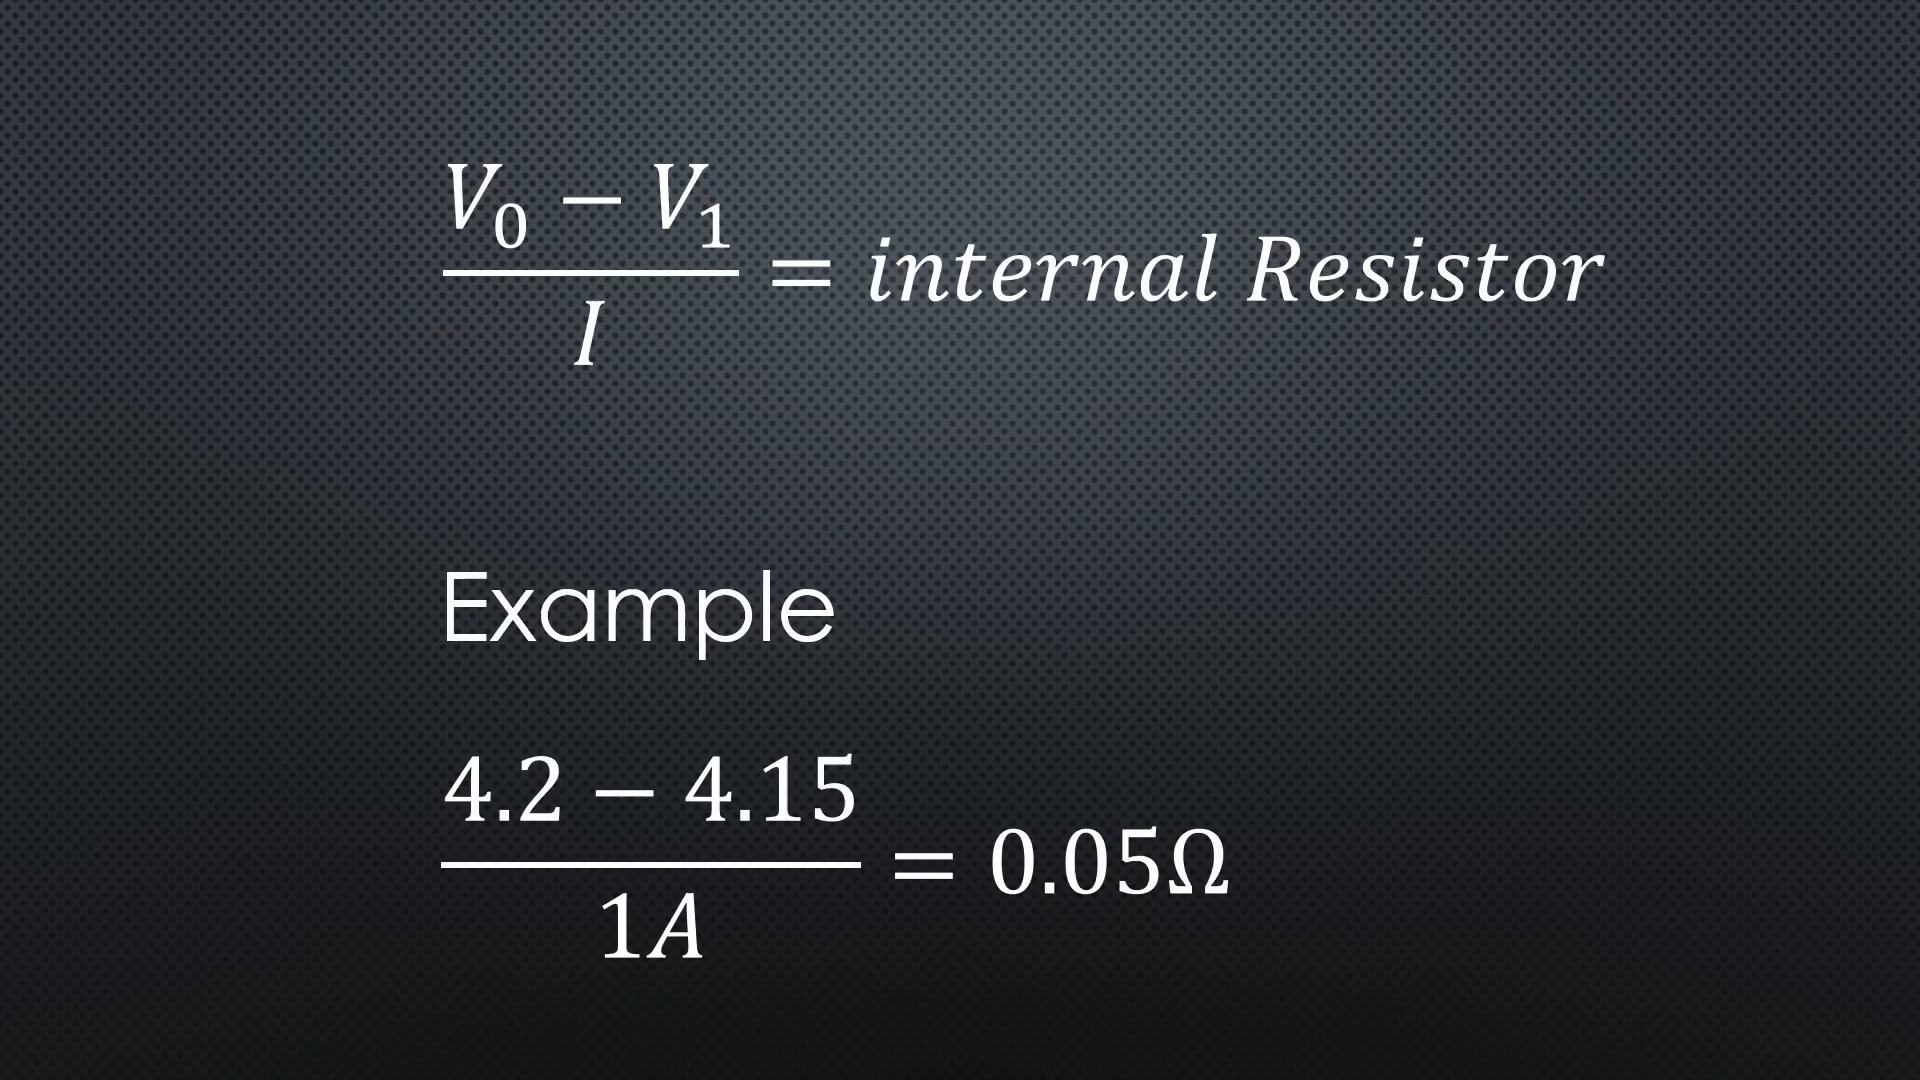 V₀ − V₁
I
= internal Resistor
Example
4.2 − 4.15
1A
= 0.05Ω